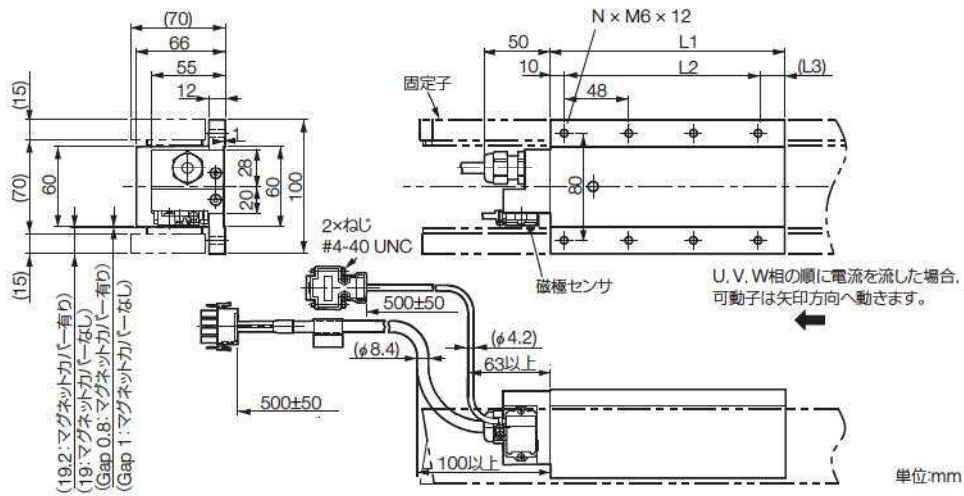 (70)
66
55
12
(15)
1
(70)
60
28
20
60
100
(15)
(19.2:マグネットカバー有り)
(19:マグネットカバーなし)
(Gap 0.8:マグネットカバー有り)
(Gap 1:マグネットカバーなし)
N × M6 × 12
50
L1
10
L2
(L3)
固定子
48
80
2×ねじ
#4-40 UNC
磁極センサ
U, V, W相の順に電流を流した場合,
可動子は矢印方向へ動きます。
500±50
(φ4.2)
(φ8.4)
63以上
500±50
100以上
単位:mm